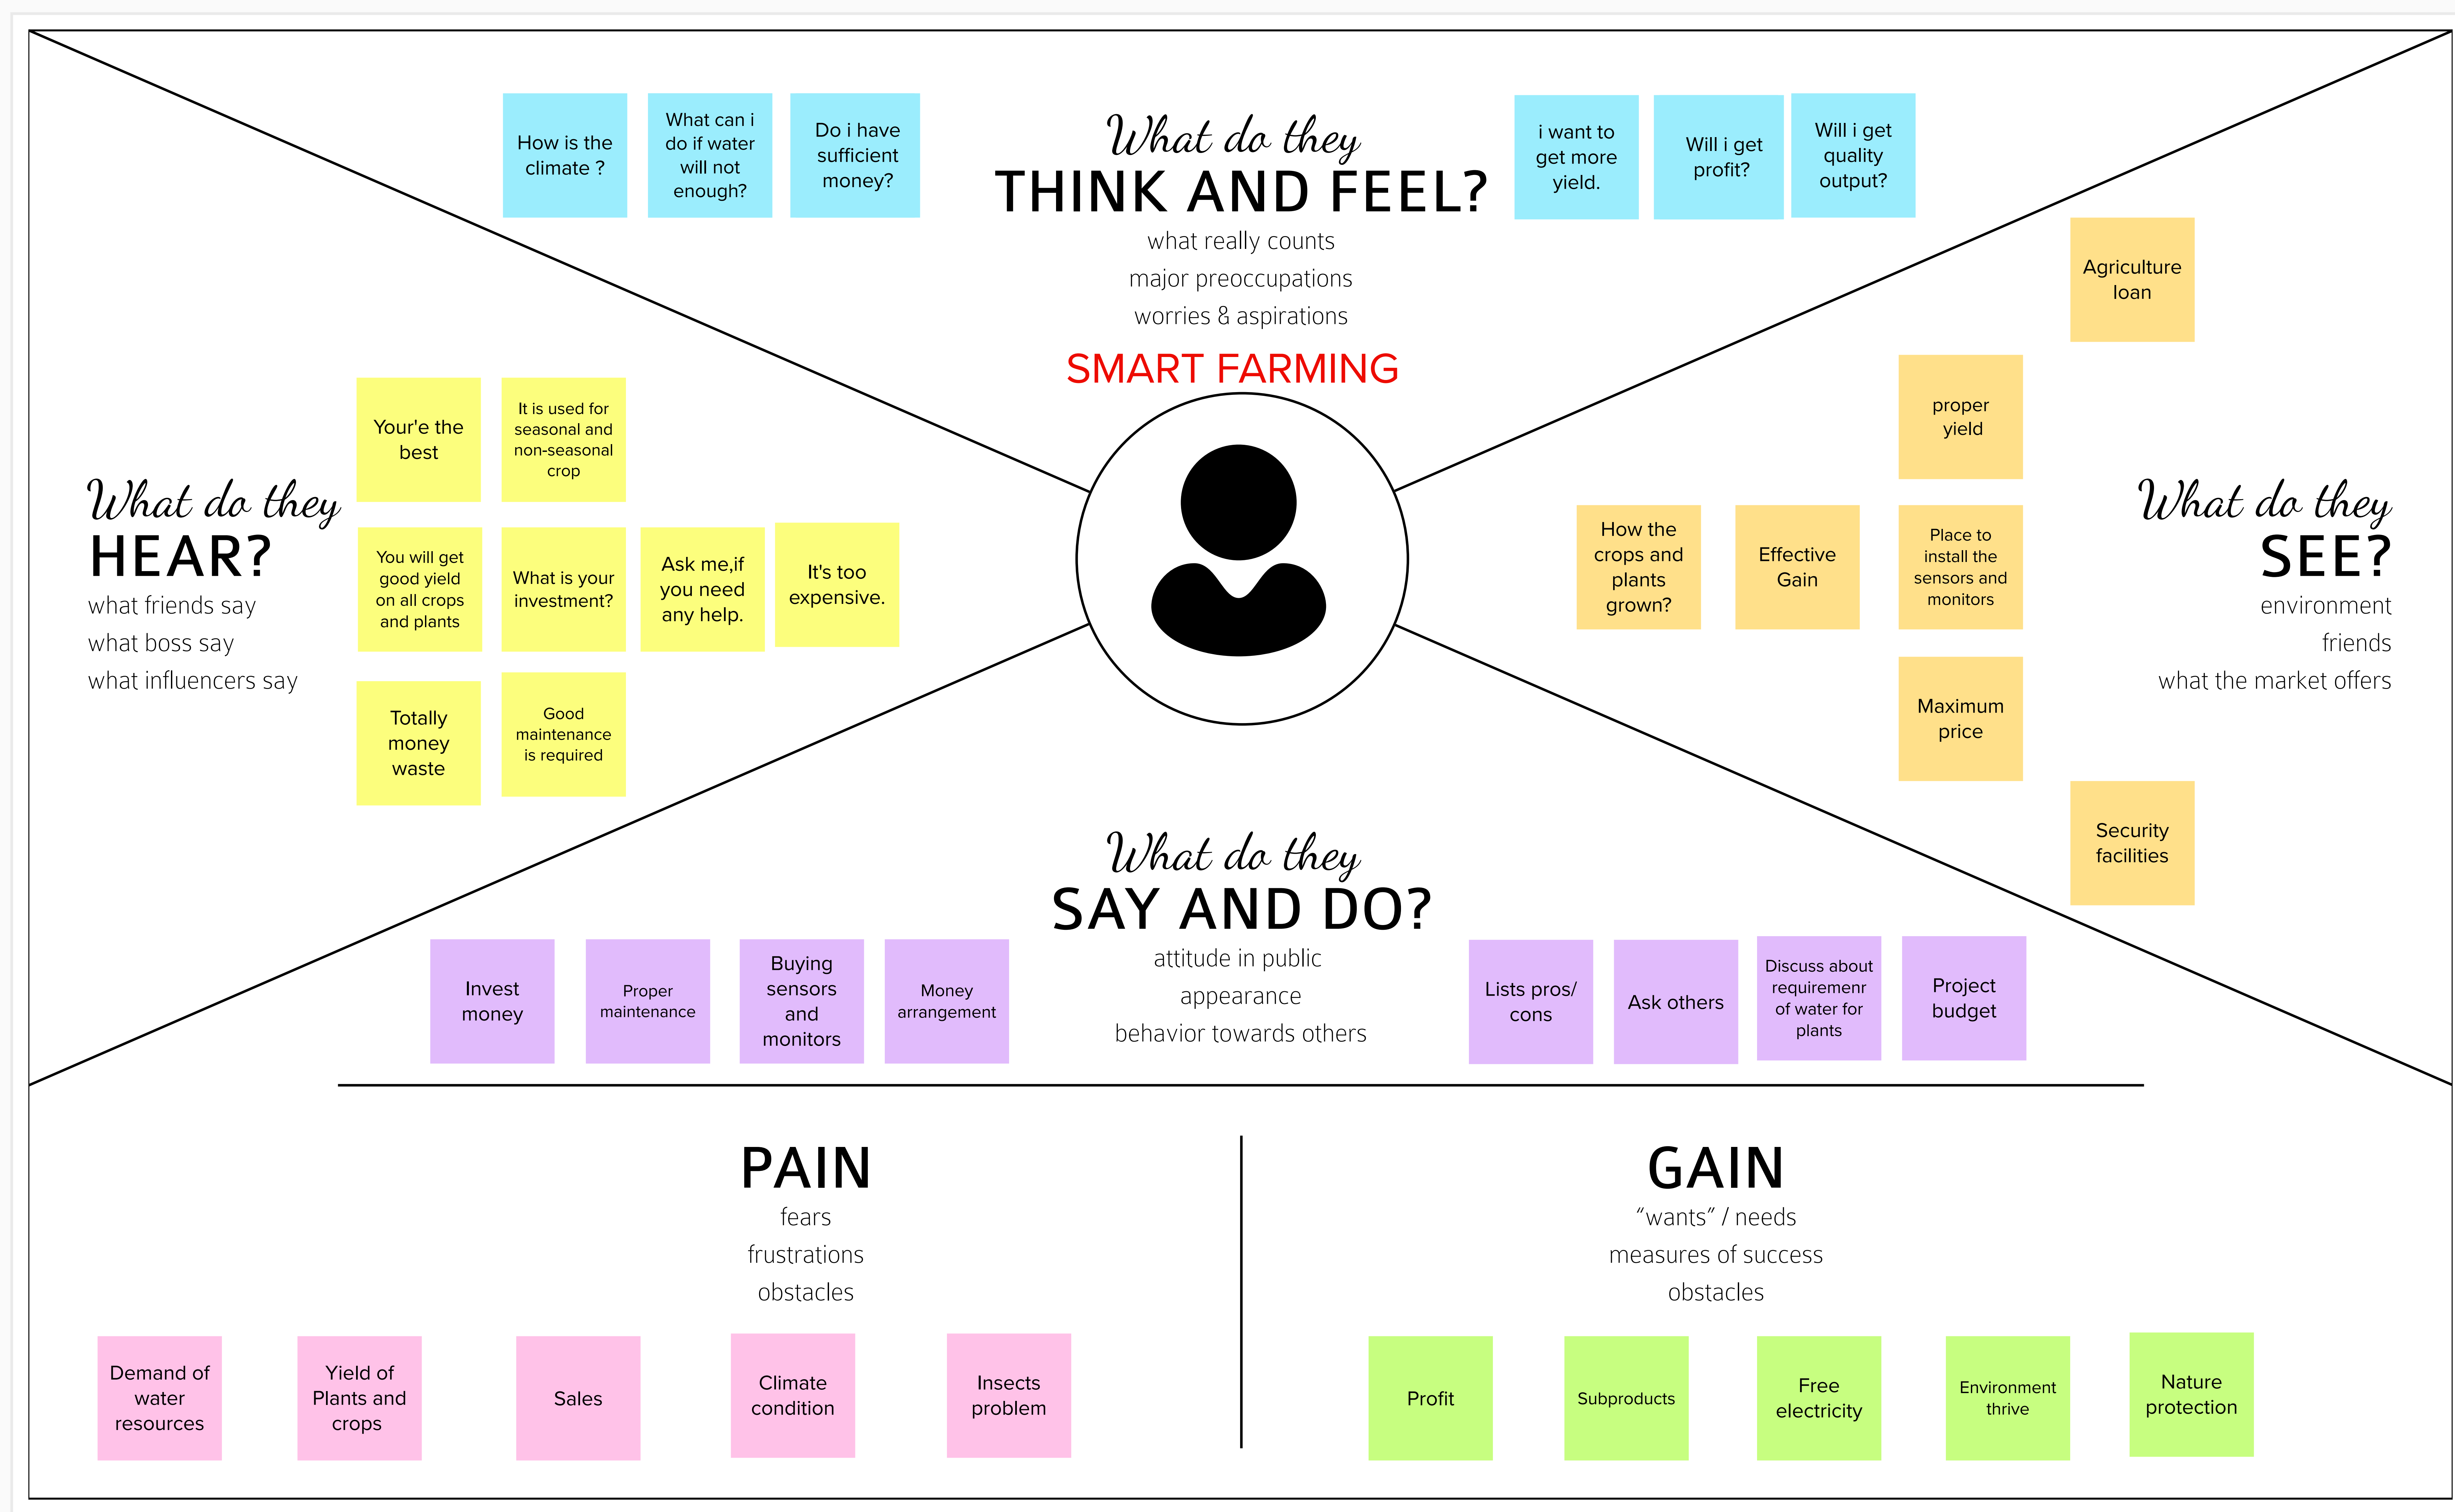 What do they
THINK AND FEEL?
what really counts
major preoccupations
worries & aspirations
How is the
climate ?
What can i
do if water
will not
enough?
Do i have
sufficient
money?
i want to
get more
yield.
Will i get
profit?
Will i get
quality
output?
SMART FARMING
What do they
HEAR?
what friends say
what boss say
what influencers say
Your'e the
best
It is used for
seasonal and
non-seasonal
crop
You will get
good yield
on all crops
and plants
What is your
investment?
Ask me,if
you need
any help.
It's too
expensive.
Totally
money
waste
Good
maintenance
is required
What do they
SEE?
environment
friends
what the market offers
Agriculture
loan
proper
yield
How the
crops and
plants
grown?
Effective
Gain
Place to
install the
sensors and
monitors
Maximum
price
Security
facilities
What do they
SAY AND DO?
attitude in public
appearance
behavior towards others
Invest
money
Proper
maintenance
Buying
sensors
and
monitors
Money
arrangement
Lists pros/
cons
Ask others
Discuss about
requiremenr
of water for
plants
Project
budget
PAIN
fears
frustrations
obstacles
Demand of
water
resources
Yield of
Plants and
crops
Sales
Climate
condition
Insects
problem
GAIN
“wants” / needs
measures of success
obstacles
Profit
Subproducts
Free
electricity
Environment
thrive
Nature
protection